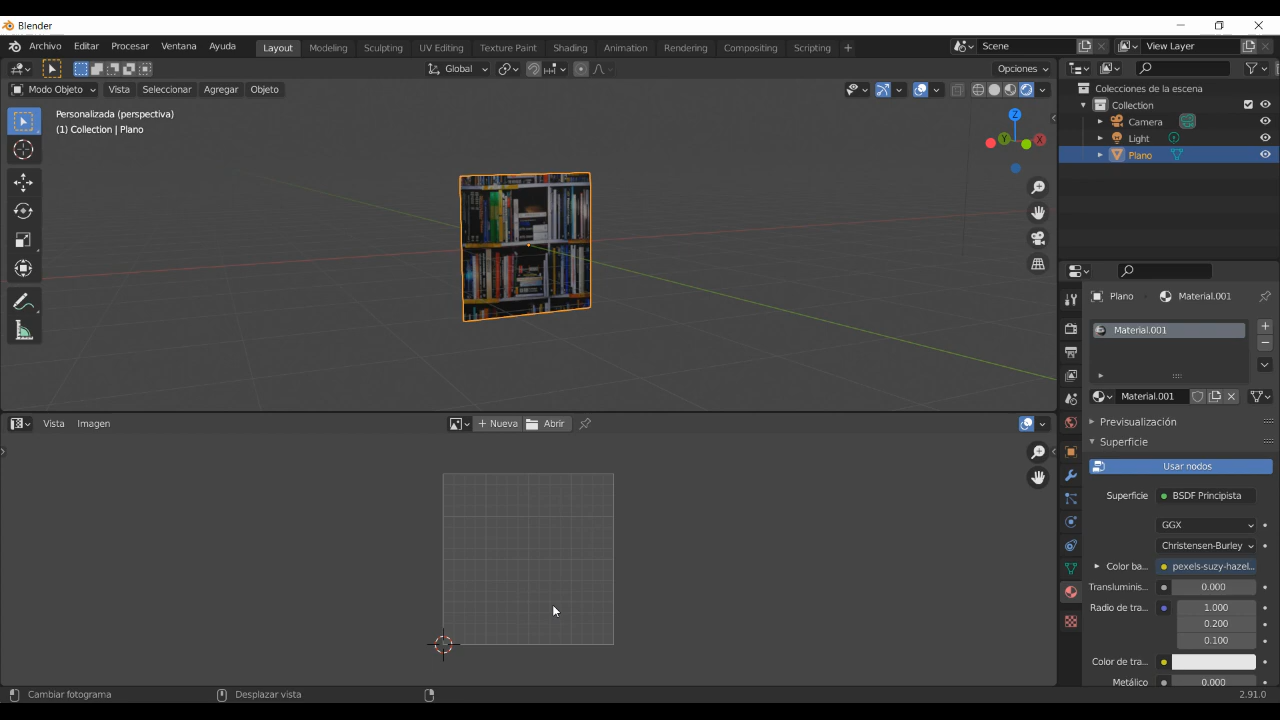 Blender
Archivo Editar Procesar Ventana Ayuda Layout Modeling Sculpting UV Editing Texture Paint Shading Animation Rendering Compositing Scripting + Scene View Layer
Global Opciones
Modo Objeto Vista Seleccionar Agregar Objeto
Colecciones de la escena
Collection
Camera
Light
Plano
Personalizada (perspectiva)
(1) Collection | Plano
Z
Y
X
Plano Material.001
Material.001
Material.001
Previsualización
Superficie
Usar nodos
Superficie BSDF Principista
GGX
Christensen-Burley
Color ba... pexels-suzy-hazel...
Transluminis... 0.000
Radio de tra... 1.000
0.200
0.100
Color de tra...
Metálico 0.000
Vista Imagen + Nueva Abrir
Cambiar fotograma Desplazar vista 2.91.0